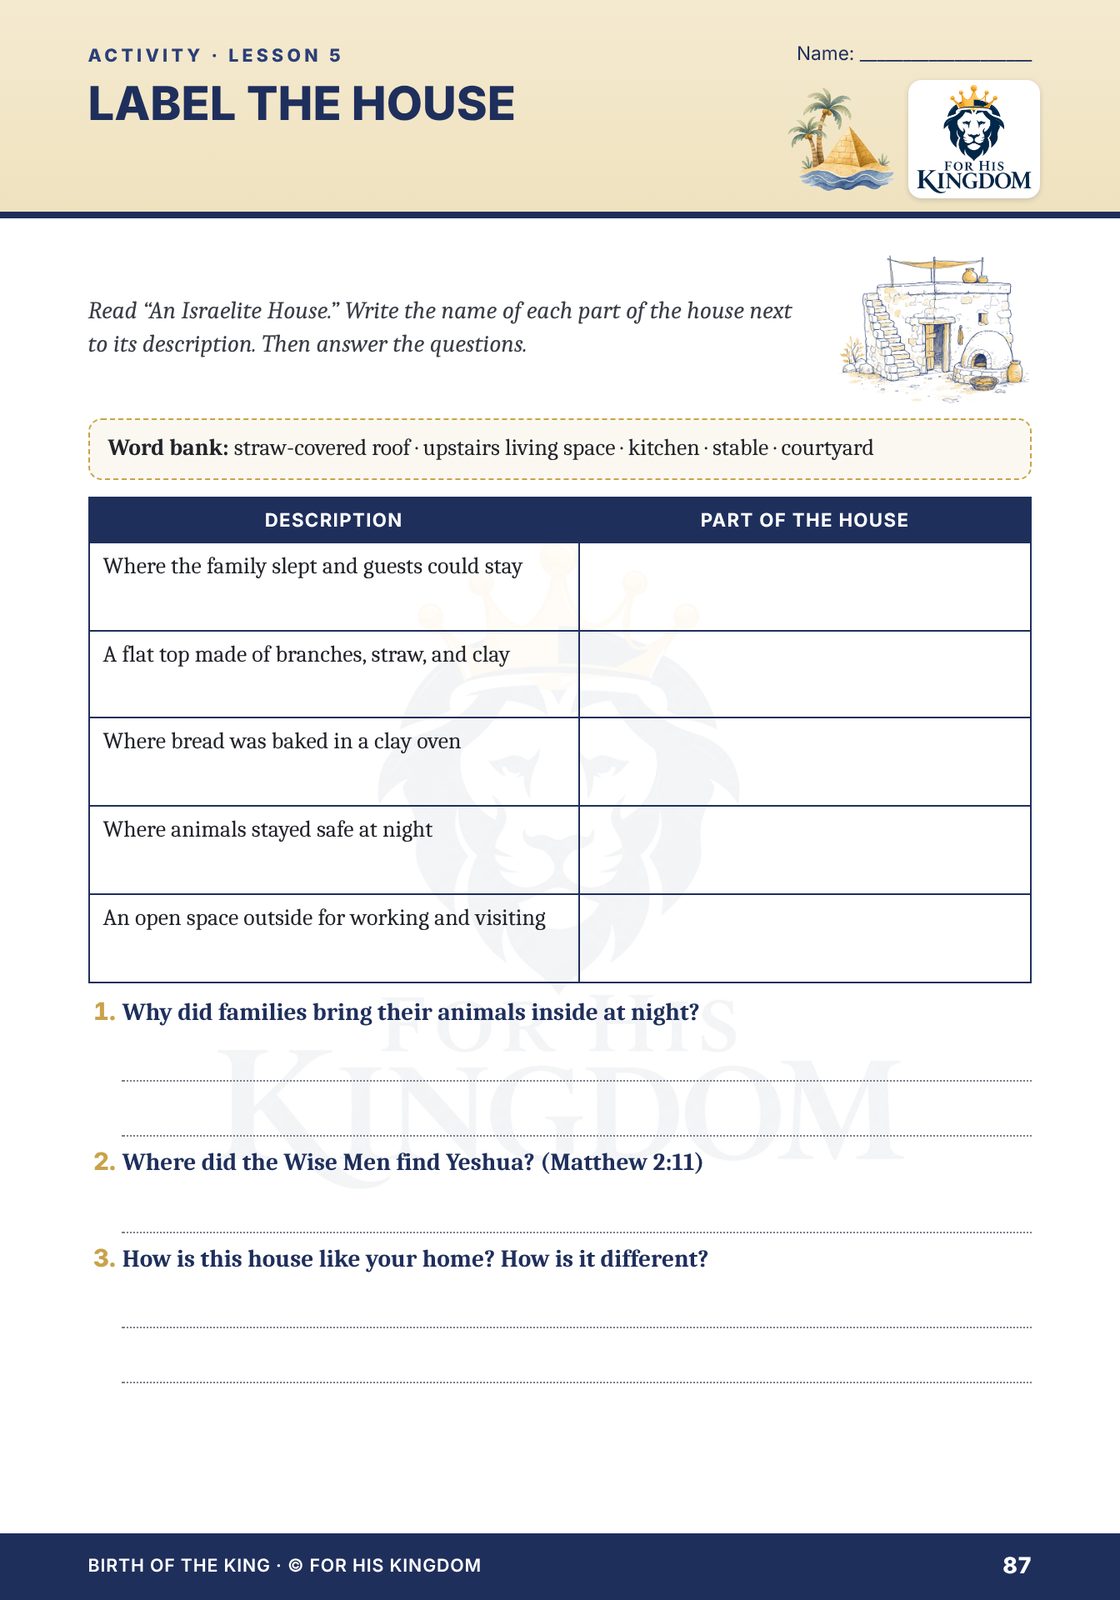 ACTIVITY · LESSON 5
Name: ___________________
LABEL THE HOUSE
FOR HIS
KINGDOM
Read “An Israelite House.” Write the name of each part of the house next
to its description. Then answer the questions.
Word bank: straw-covered roof · upstairs living space · kitchen · stable · courtyard
DESCRIPTION PART OF THE HOUSE
Where the family slept and guests could stay
A flat top made of branches, straw, and clay
Where bread was baked in a clay oven
Where animals stayed safe at night
An open space outside for working and visiting
1. Why did families bring their animals inside at night?
FOR HIS
KINGDOM
2. Where did the Wise Men find Yeshua? (Matthew 2:11)
3. How is this house like your home? How is it different?
BIRTH OF THE KING · © FOR HIS KINGDOM 87